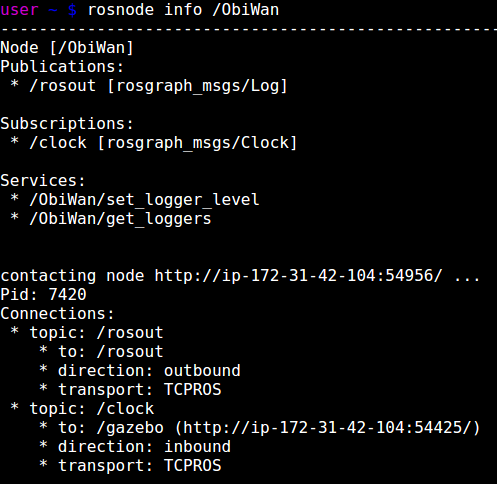 user ~ $ rosnode info /ObiWan
--------------------------------------------------------------------------------
Node [/ObiWan]
Publications:
 * /rosout [rosgraph_msgs/Log]

Subscriptions:
 * /clock [rosgraph_msgs/Clock]

Services:
 * /ObiWan/set_logger_level
 * /ObiWan/get_loggers


contacting node http://ip-172-31-42-104:54956/ ...
Pid: 7420
Connections:
 * topic: /rosout
    * to: /rosout
    * direction: outbound
    * transport: TCPROS
 * topic: /clock
    * to: /gazebo (http://ip-172-31-42-104:54425/)
    * direction: inbound
    * transport: TCPROS